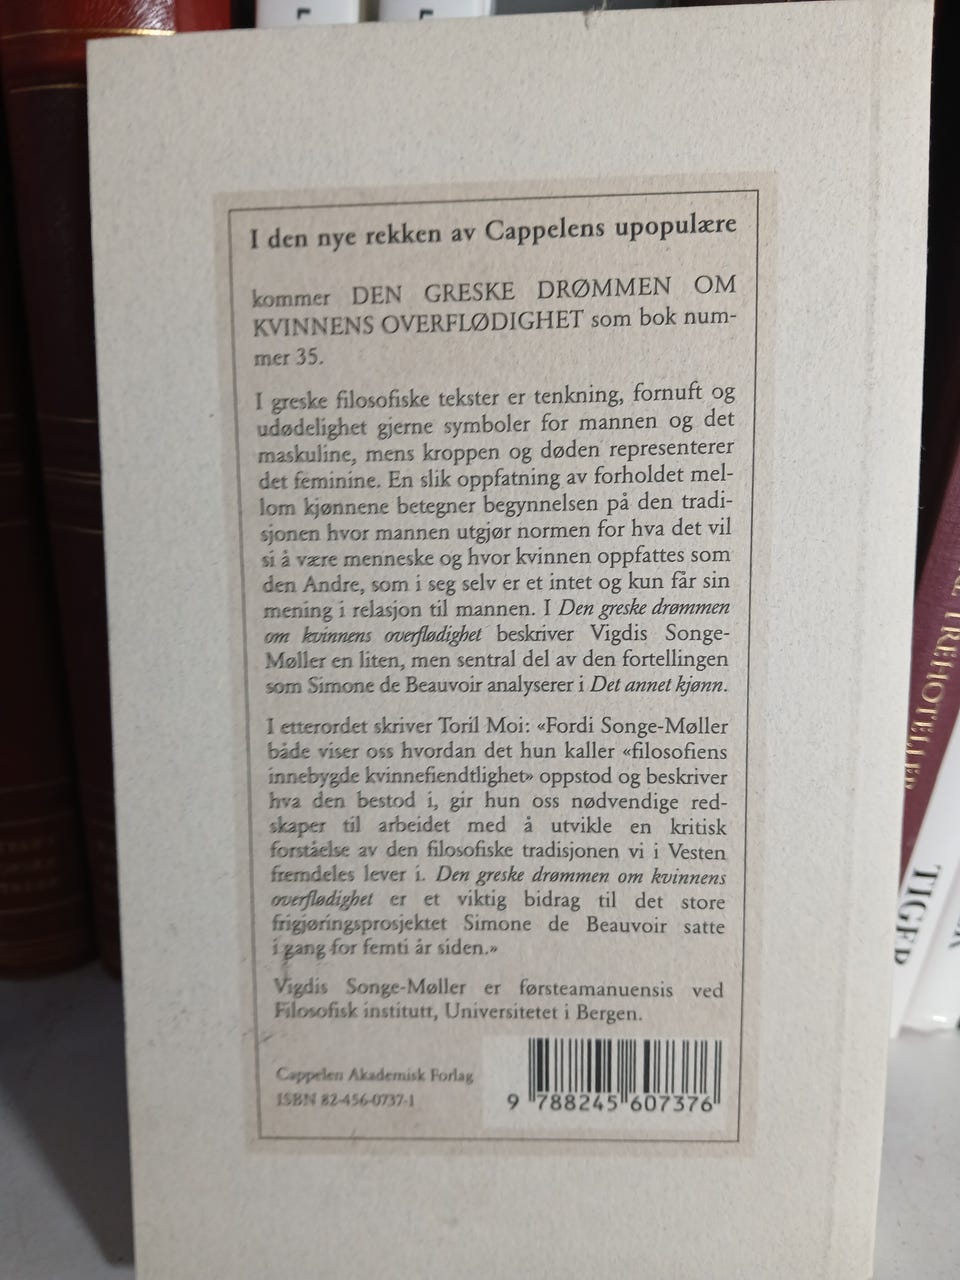 I den nye rekken av Cappelens upopulære
kommer DEN GRESKE DRØMMEN OM
KVINNENS OVERFLØDIGHET som bok num-
mer 35.
I greske filosofiske tekster er tenkning, fornuft og
udødelighet gjerne symboler for mannen og det
maskuline, mens kroppen og døden representerer
det feminine. En slik oppfatning av forholdet mel-
lom kjønnene betegner begynnelsen på den tradi-
sjonen hvor mannen utgjør normen for hva det vil
si å være menneske og hvor kvinnen oppfattes som
den Andre, som i seg selv er et intet og kun får sin
mening i relasjon til mannen. I Den greske drømmen
om kvinnens overflødighet beskriver Vigdis Songe-
Møller en liten, men sentral del av den fortellingen
som Simone de Beauvoir analyserer i Det annet kjønn.
I etterordet skriver Toril Moi: «Fordi Songe-Møller
både viser oss hvordan det hun kaller «filosofiens
innebygde kvinnefiendtlighet» oppstod og beskriver
hva den bestod i, gir hun oss nødvendige red-
skaper til arbeidet med å utvikle en kritisk
forståelse av den filosofiske tradisjonen vi i Vesten
fremdeles lever i. Den greske drømmen om kvinnens
overflødighet er et viktig bidrag til det store
frigjøringsprosjektet Simone de Beauvoir satte
i gang for femti år siden.»
Vigdis Songe-Møller er førsteamanuensis ved
Filosofisk institutt, Universitetet i Bergen.
Cappelen Akademisk Forlag
ISBN 82-456-0737-1
9 788245 607376
TREHOTELLER
TIGER